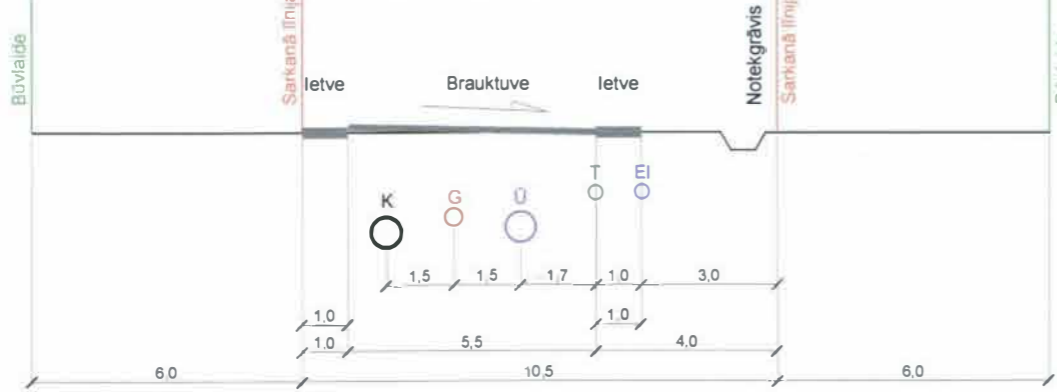 Būvlaide
Sarkanā līnija
Ietve
Brauktuve
Ietve
Notekgrāvis
Sarkanā līnija
K
G
Ū
T
El
1,5
1,5
1,7
1,0
3,0
1,0
1,0
1,0
5,5
4,0
6,0
10,5
6,0